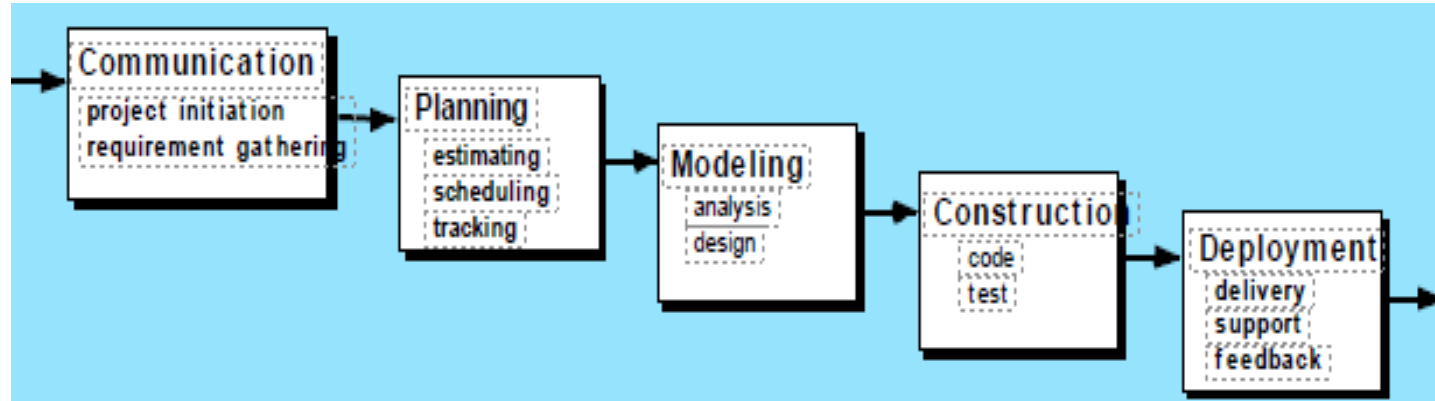 Communication
project initiation
requirement gathering
Planning
estimating
scheduling
tracking
Modeling
analysis
design
Construction
code
test
Deployment
delivery
support
feedback